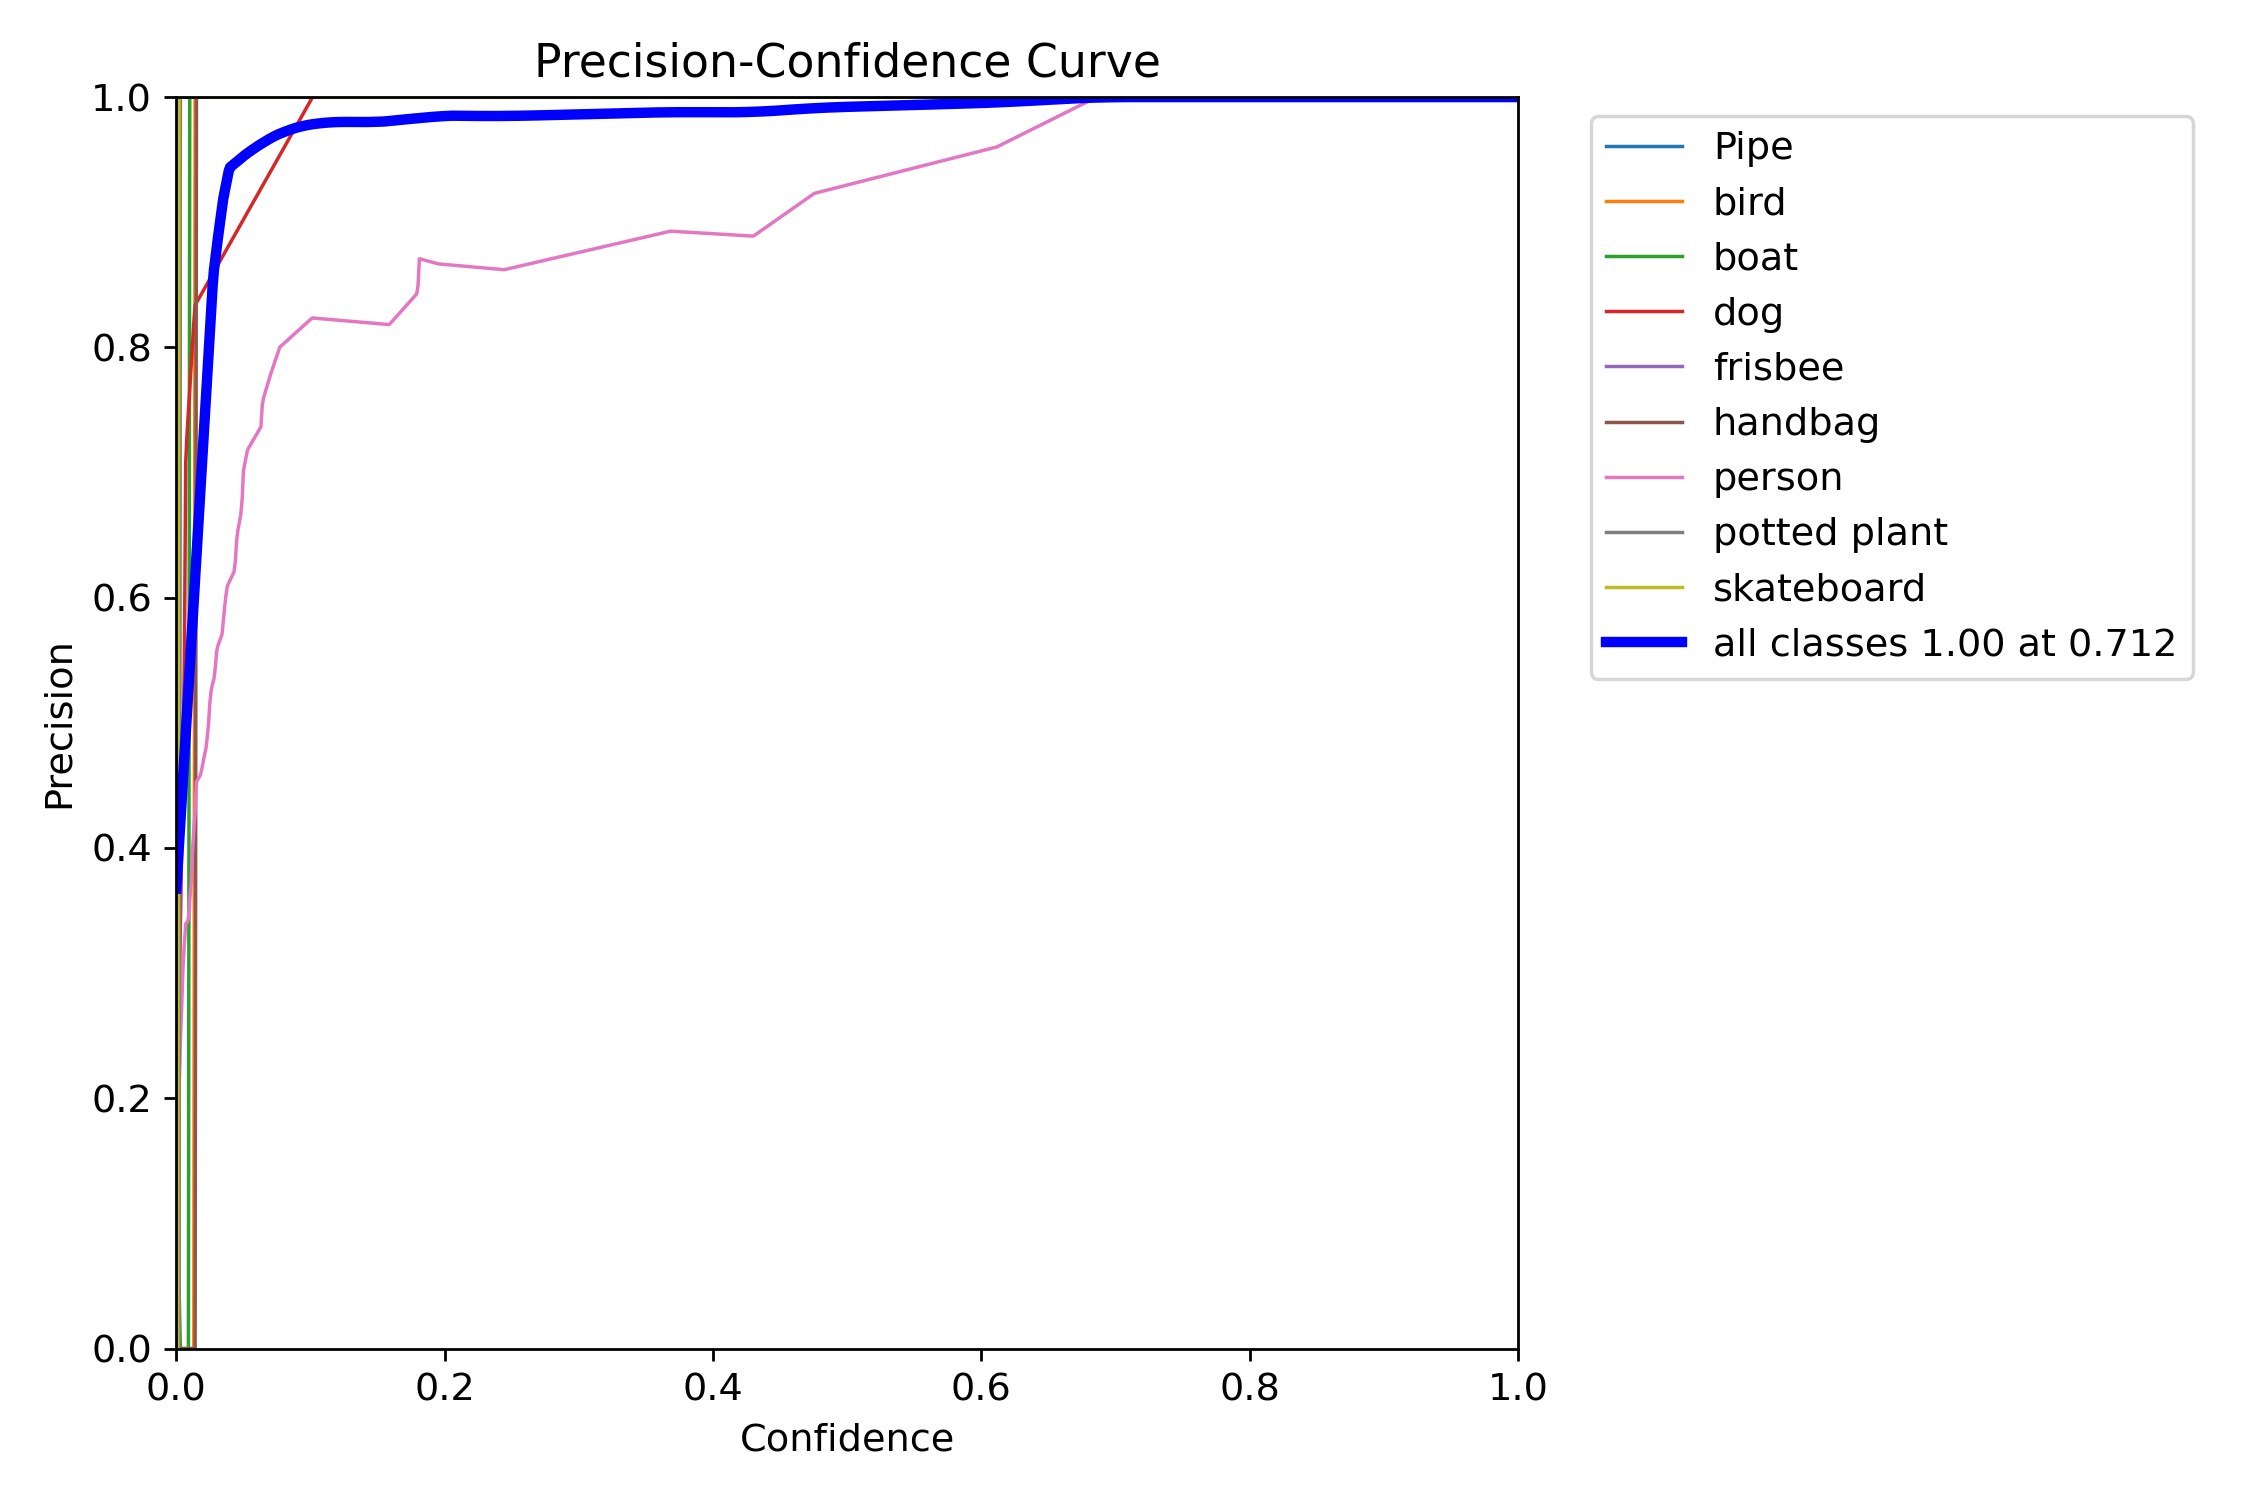 Precision-Confidence Curve
1.0
0.8
0.6
0.4
0.2
0.0
Precision
0.0 0.2 0.4 0.6 0.8 1.0
Confidence
Pipe
bird
boat
dog
frisbee
handbag
person
potted plant
skateboard
all classes 1.00 at 0.712